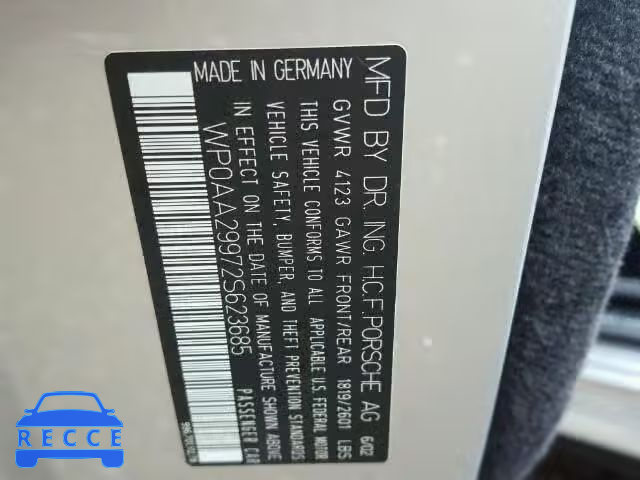 MADE IN GERMANY
MFD BY DR. ING. H.C.F.PORSCHE AG 6/02
GVWR 4123 GAWR FRONT/REAR 1819/2601 LBS
THIS VEHICLE CONFORMS TO ALL APPLICABLE U.S. FEDERAL MOTOR
VEHICLE SAFETY, BUMPER, AND THEFT PREVENTION STANDARDS
IN EFFECT ON THE DATE OF MANUFACTURE SHOWN ABOVE
WP0AA29972S623685 PASSENGER CAR
RECCE